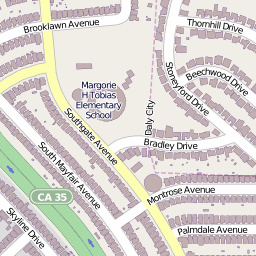 Brooklawn Avenue
Thornhill Drive
Beechwood Drive
Stoneyford Drive
Margorie
H Tobias
Elementary
School
Daly City
Southgate Avenue
Bradley Drive
South Mayfair Avenue
CA 35
Montrose Avenue
Skyline Drive
Palmdale Avenue